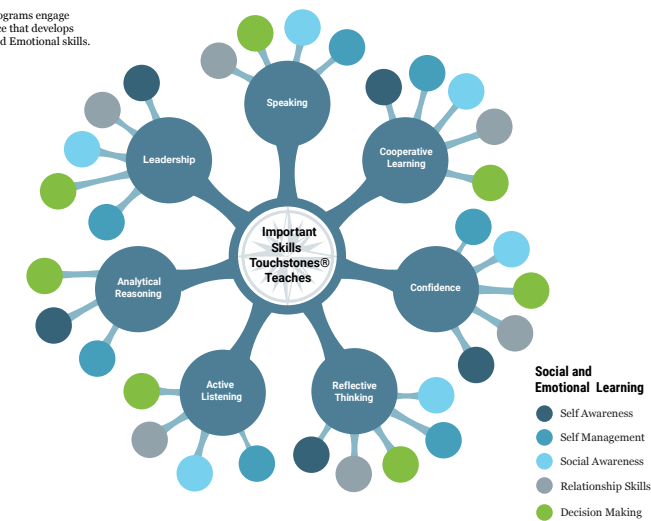 ograms engage
ce that develops
d Emotional skills.
Speaking
Cooperative
Learning
Leadership
Important
Skills
Touchstones®
Teaches
Analytical
Reasoning
Confidence
Active
Listening
Reflective
Thinking
Social and
Emotional Learning
Self Awareness
Self Management
Social Awareness
Relationship Skills
Decision Making